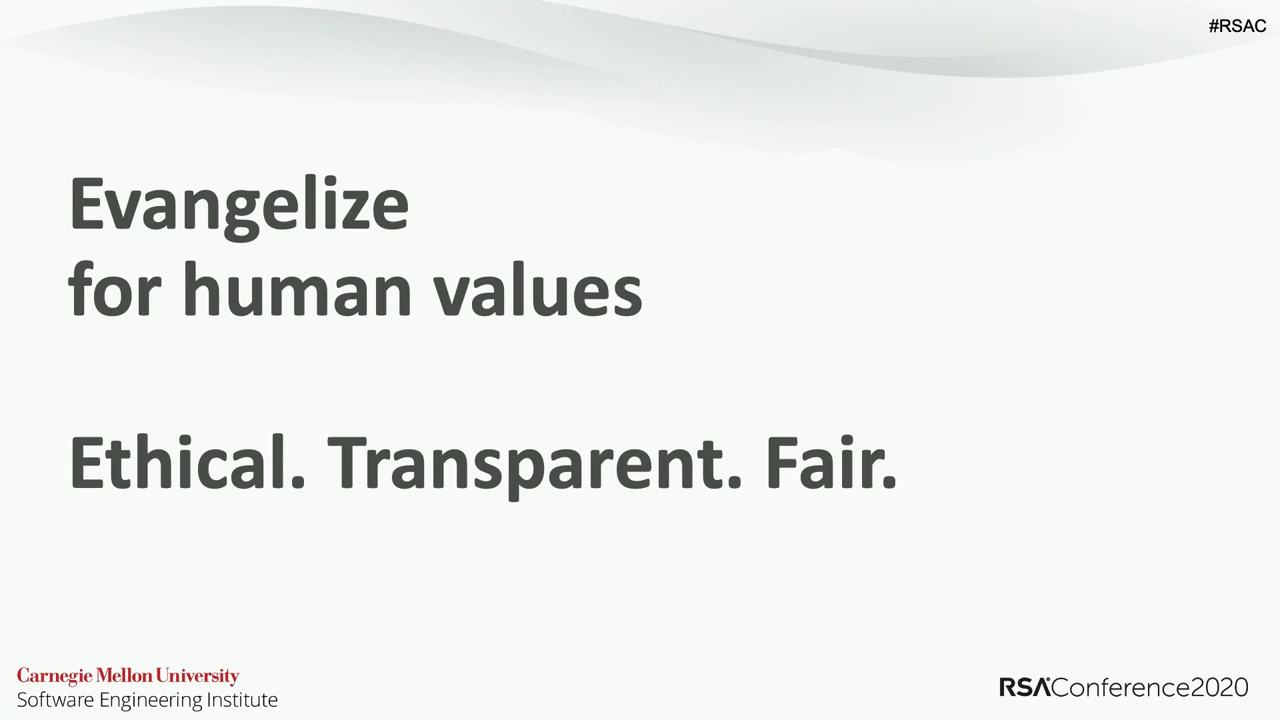 #RSAC
Evangelize
for human values
Ethical. Transparent. Fair.
Carnegie Mellon University
Software Engineering Institute
RSAConference2020